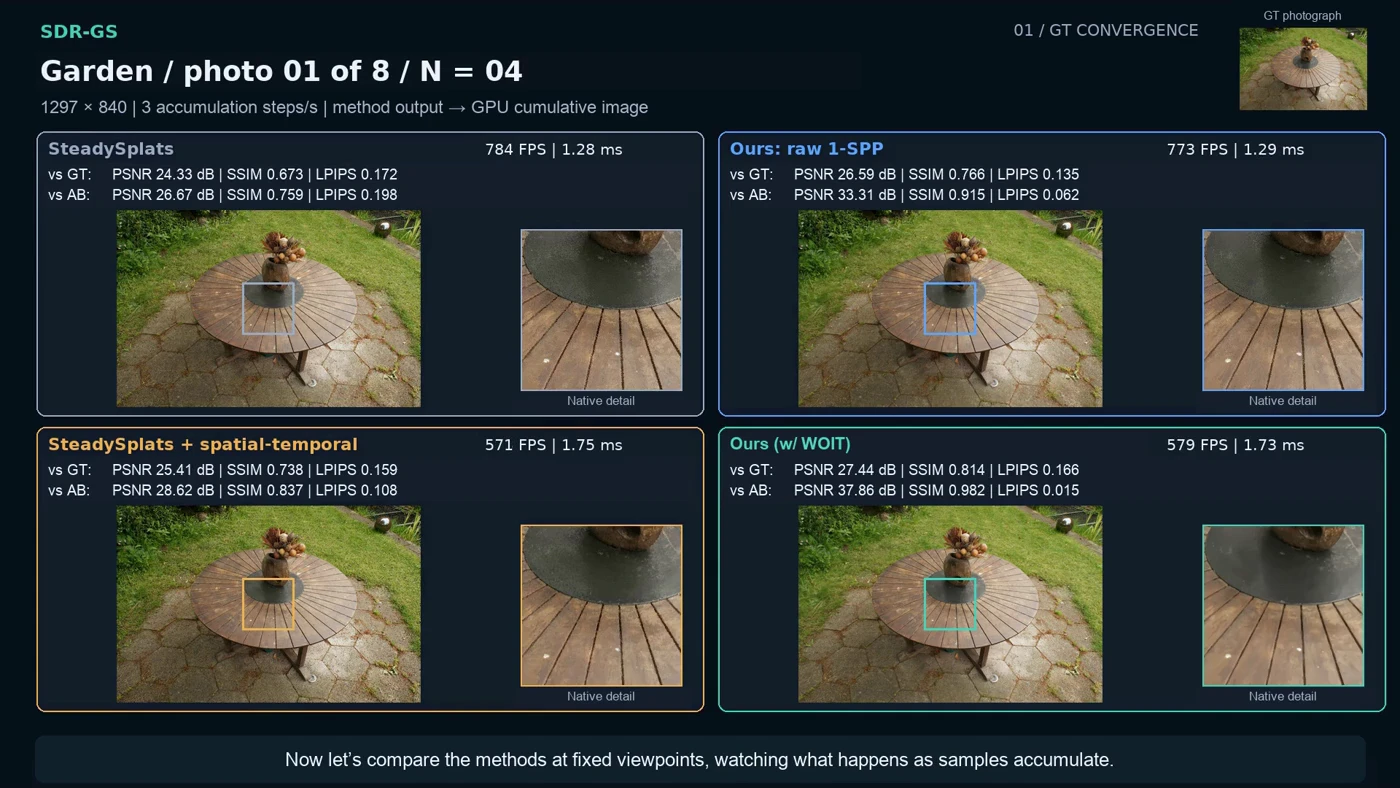 SDR-GS
01 / GT CONVERGENCE
GT photograph
Garden / photo 01 of 8 / N = 04
1297 × 840 | 3 accumulation steps/s | method output → GPU cumulative image
SteadySplats 784 FPS | 1.28 ms
vs GT: PSNR 24.33 dB | SSIM 0.673 | LPIPS 0.172
vs AB: PSNR 26.67 dB | SSIM 0.759 | LPIPS 0.198
Native detail
Ours: raw 1-SPP 773 FPS | 1.29 ms
vs GT: PSNR 26.59 dB | SSIM 0.766 | LPIPS 0.135
vs AB: PSNR 33.31 dB | SSIM 0.915 | LPIPS 0.062
Native detail
SteadySplats + spatial-temporal 571 FPS | 1.75 ms
vs GT: PSNR 25.41 dB | SSIM 0.738 | LPIPS 0.159
vs AB: PSNR 28.62 dB | SSIM 0.837 | LPIPS 0.108
Native detail
Ours (w/ WOIT) 579 FPS | 1.73 ms
vs GT: PSNR 27.44 dB | SSIM 0.814 | LPIPS 0.166
vs AB: PSNR 37.86 dB | SSIM 0.982 | LPIPS 0.015
Native detail
Now let's compare the methods at fixed viewpoints, watching what happens as samples accumulate.